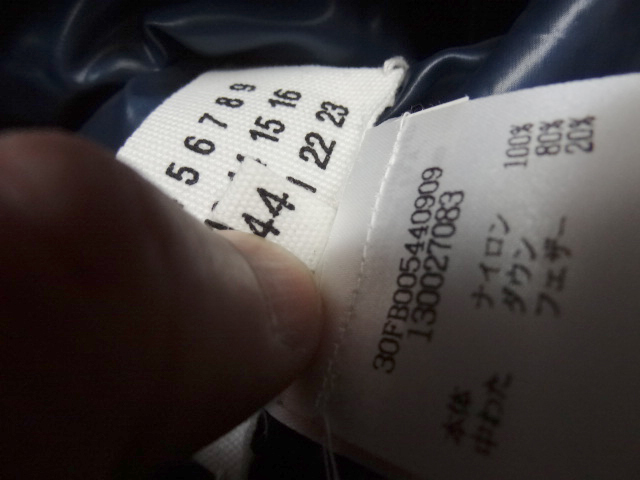 5 6 7 8 9
15 16
22 23
44
30FB005440909
130027083
本体 ナイロン 100%
中わた ダウン 80%
フェザー 20%